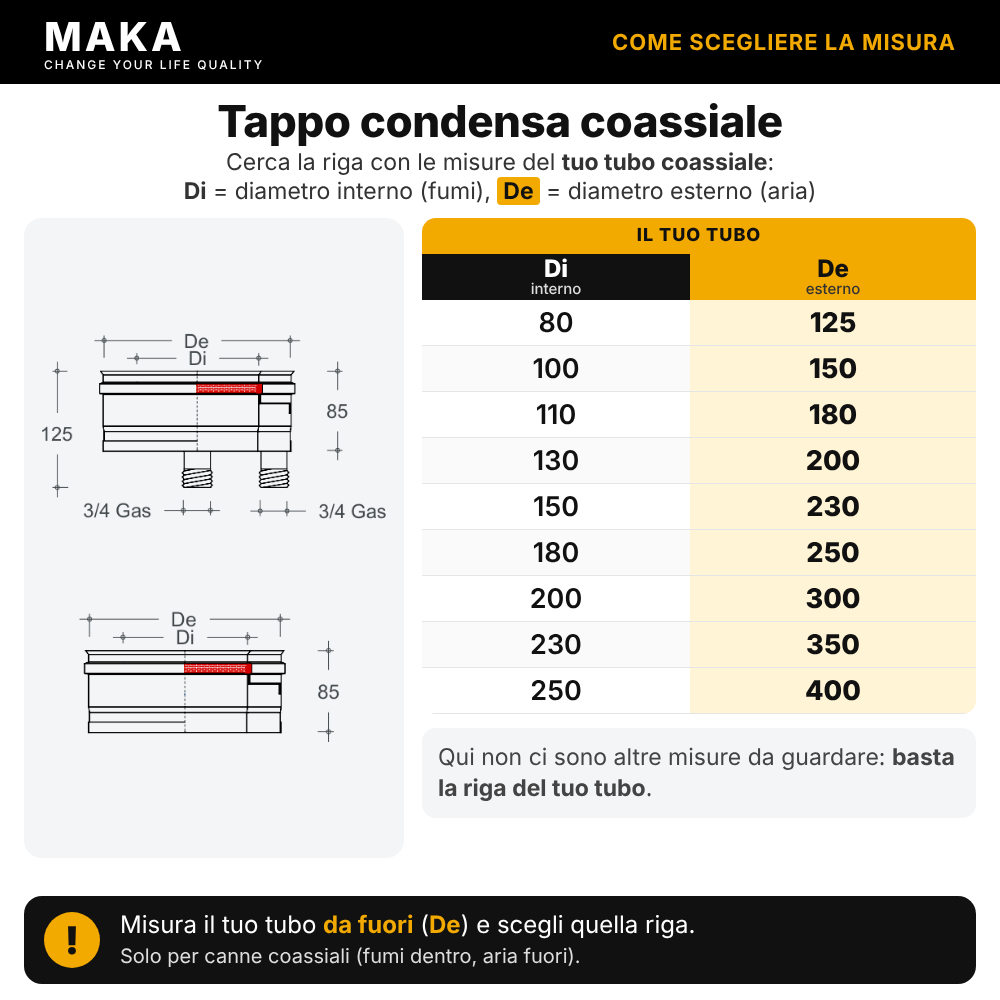 MAKA
CHANGE YOUR LIFE QUALITY
COME SCEGLIERE LA MISURA
Tappo condensa coassiale
Cerca la riga con le misure del tuo tubo coassiale:
Di = diametro interno (fumi), De = diametro esterno (aria)
De
Di
125
85
3/4 Gas
3/4 Gas
De
Di
85
IL TUO TUBO
Di De
interno esterno
80 125
100 150
110 180
130 200
150 230
180 250
200 300
230 350
250 400
Qui non ci sono altre misure da guardare: basta
la riga del tuo tubo.
!
Misura il tuo tubo da fuori (De) e scegli quella riga.
Solo per canne coassiali (fumi dentro, aria fuori).